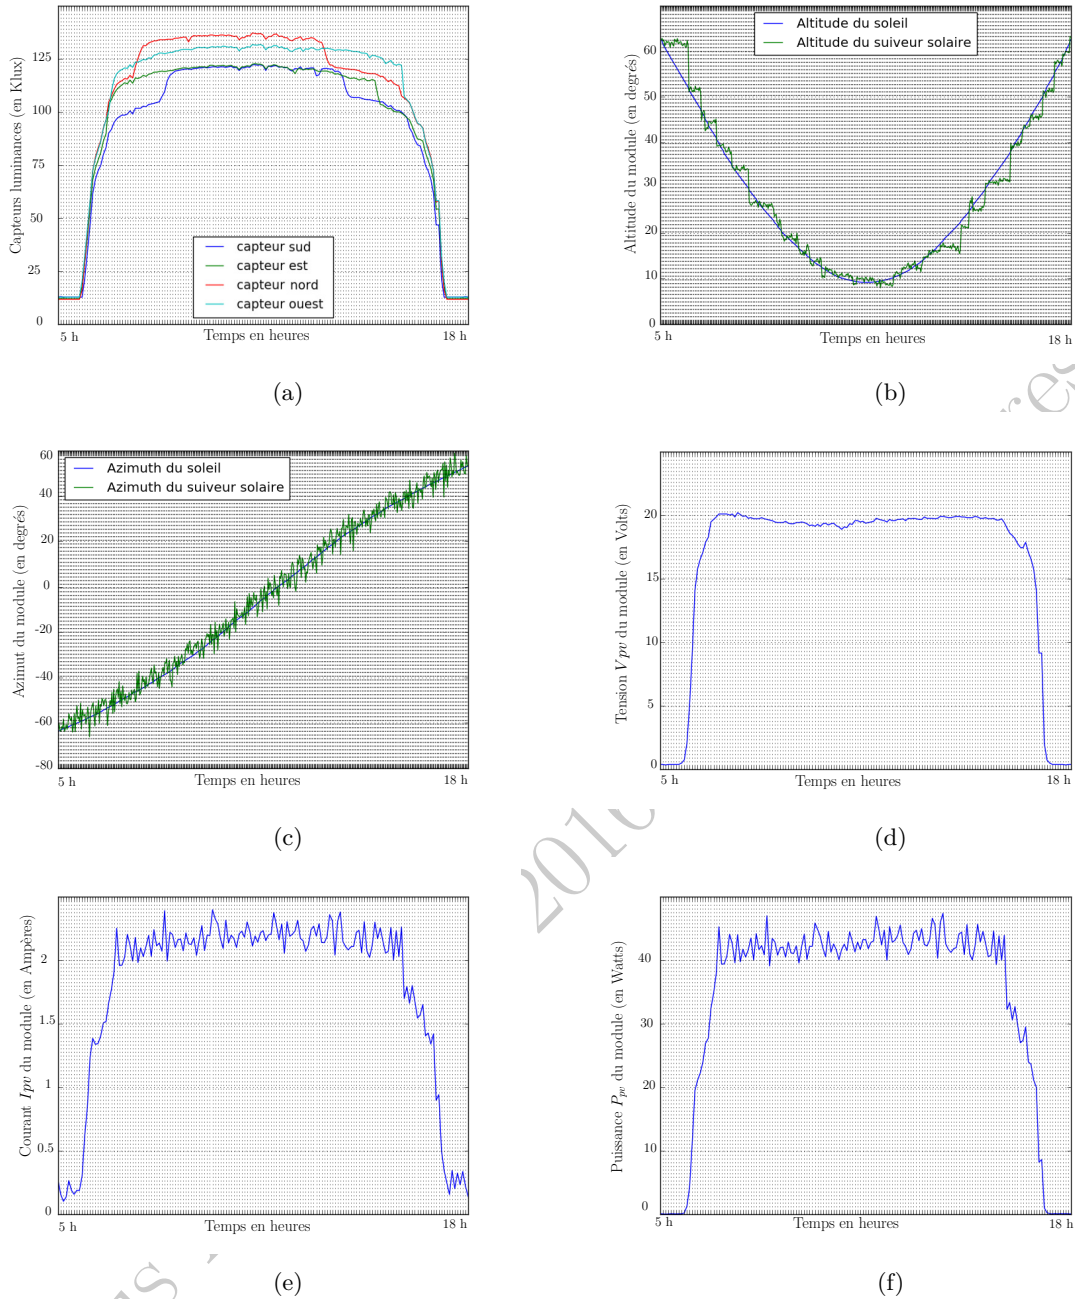 125
100
75
50
25
0
Capteurs luminances (en Klux)
capteur sud
capteur est
capteur nord
capteur ouest
5 h
Temps en heures
18 h
(a)
60
50
40
30
20
10
0
Altitude du module (en degrés)
Altitude du soleil
Altitude du suiveur solaire
5 h
Temps en heures
18 h
(b)
60
40
20
0
-20
-40
-60
-80
Azimut du module (en degrés)
Azimuth du soleil
Azimuth du suiveur solaire
5 h
Temps en heures
18 h
(c)
20
15
10
5
0
Tension Vpv du module (en Volts)
5 h
Temps en heures
18 h
(d)
2016
2
1.5
1
0.5
0
Courant Ipv du module (en Ampères)
5 h
Temps en heures
18 h
(e)
40
30
20
10
0
Puissance Ppv du module (en Watts)
5 h
Temps en heures
18 h
(f)